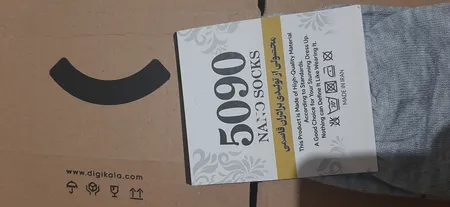 5090
NANO SOCKS
محصولی از تولیدی برادران قاسمی
This Product Is Made of High-Quality Material
According to Standards.
A Good Choice for Your Stunning Dress Up.
Nothing can Define It Like Wearing It.
MADE IN IRAN
www.digikala.com